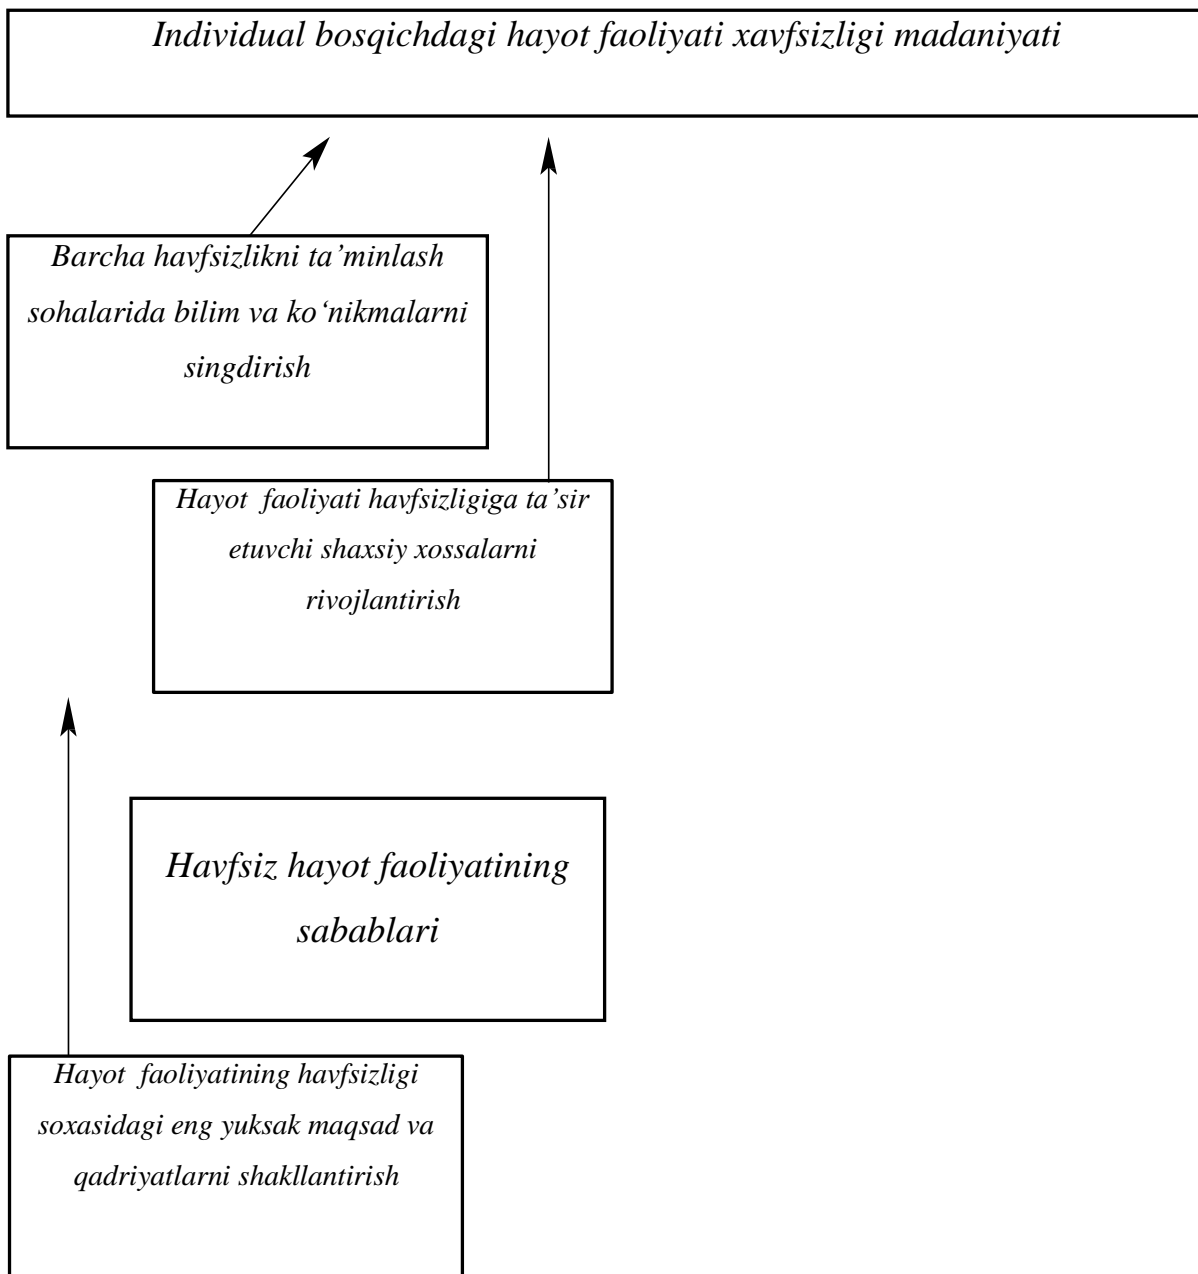 Individual bosqichdagi hayot faoliyati xavfsizligi madaniyati
Barcha havfsizlikni ta’minlash
sohalarida bilim va ko‘nikmalarni
singdirish
Hayot faoliyati havfsizligiga ta’sir
etuvchi shaxsiy xossalarni
rivojlantirish
Havfsiz hayot faoliyatining
sabablari
Hayot faoliyatining havfsizligi
soxasidagi eng yuksak maqsad va
qadriyatlarni shakllantirish